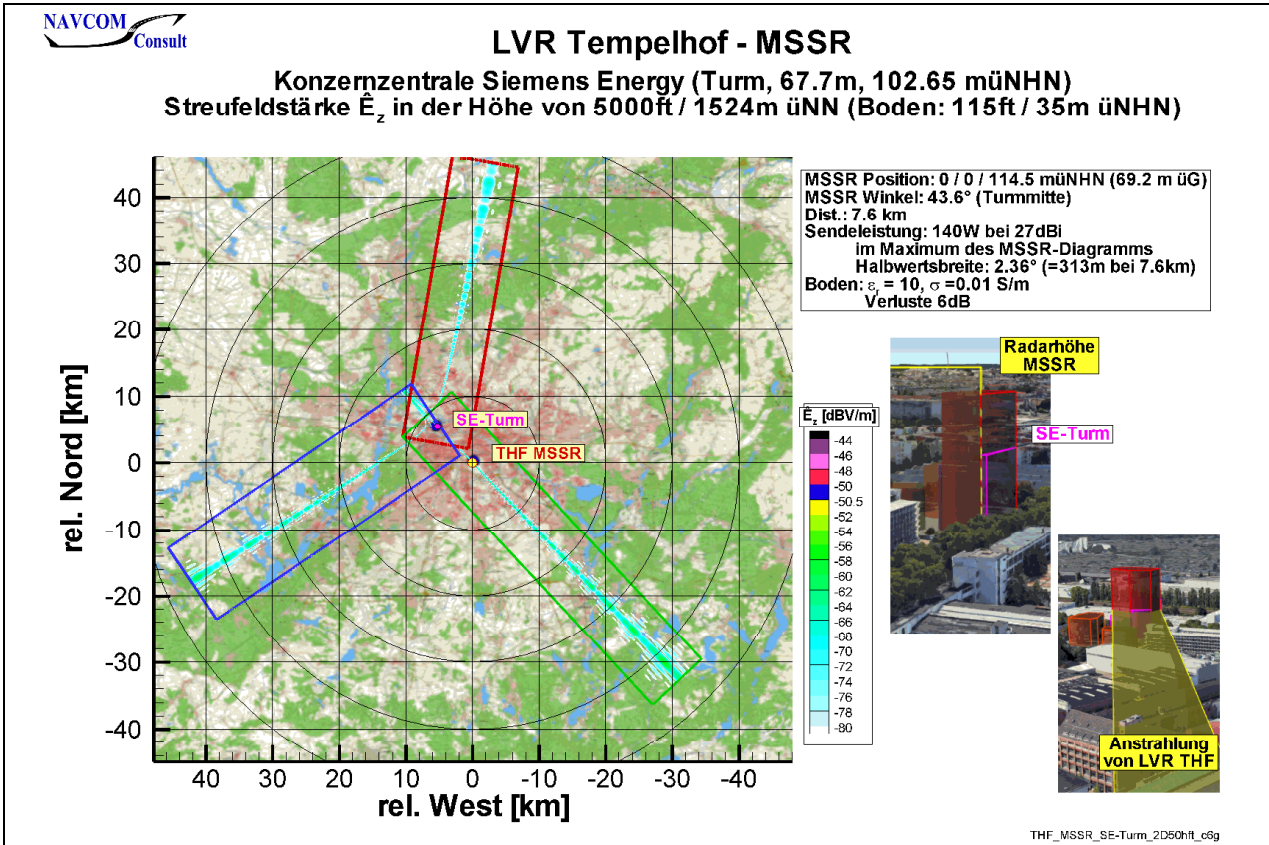 NAVCOM
Consult
LVR Tempelhof - MSSR
Konzernzentrale Siemens Energy (Turm, 67.7m, 102.65 müNHN)
Streufeldstärke Êz in der Höhe von 5000ft / 1524m üNN (Boden: 115ft / 35m üNHN)
MSSR Position: 0 / 0 / 114.5 müNHN (69.2 m üG)
MSSR Winkel: 43.6° (Turmmitte)
Dist.: 7.6 km
Sendeleistung: 140W bei 27dBi
im Maximum des MSSR-Diagramms
Halbwertsbreite: 2.36° (=313m bei 7.6km)
Boden: εr = 10, σ =0.01 S/m
Verluste 6dB
rel. Nord [km]
40
30
20
10
0
-10
-20
-30
-40
SE-Turm
THF MSSR
40
30
20
10
0
-10
-20
-30
-40
rel. West [km]
Êz [dBV/m]
-44
-46
-48
-50
-50.5
-52
-54
-56
-58
-60
-62
-64
-66
-68
-70
-72
-74
-76
-78
-80
Radarhöhe
MSSR
SE-Turm
Anstrahlung
von LVR THF
THF_MSSR_SE-Turm_2D50hft_c6g